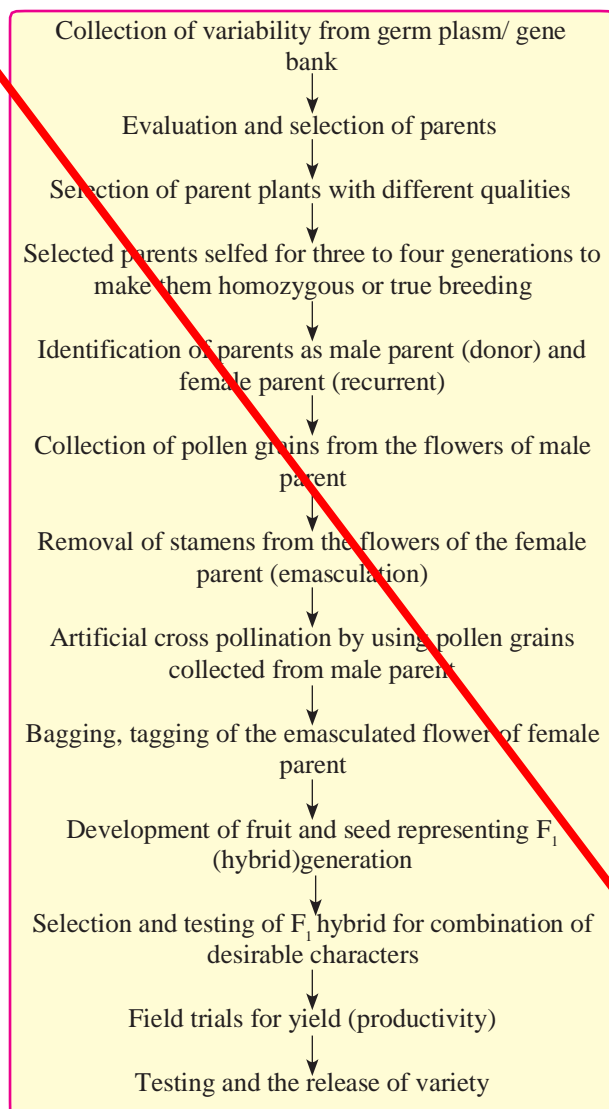 Collection of variability from germ plasm/ gene
bank
Evaluation and selection of parents
Selection of parent plants with different qualities
Selected parents selfed for three to four generations to
make them homozygous or true breeding
Identification of parents as male parent (donor) and
female parent (recurrent)
Collection of pollen grains from the flowers of male
parent
Removal of stamens from the flowers of the female
parent (emasculation)
Artificial cross pollination by using pollen grains
collected from male parent
Bagging, tagging of the emasculated flower of female
parent
Development of fruit and seed representing F₁
(hybrid)generation
Selection and testing of F₁ hybrid for combination of
desirable characters
Field trials for yield (productivity)
Testing and the release of variety